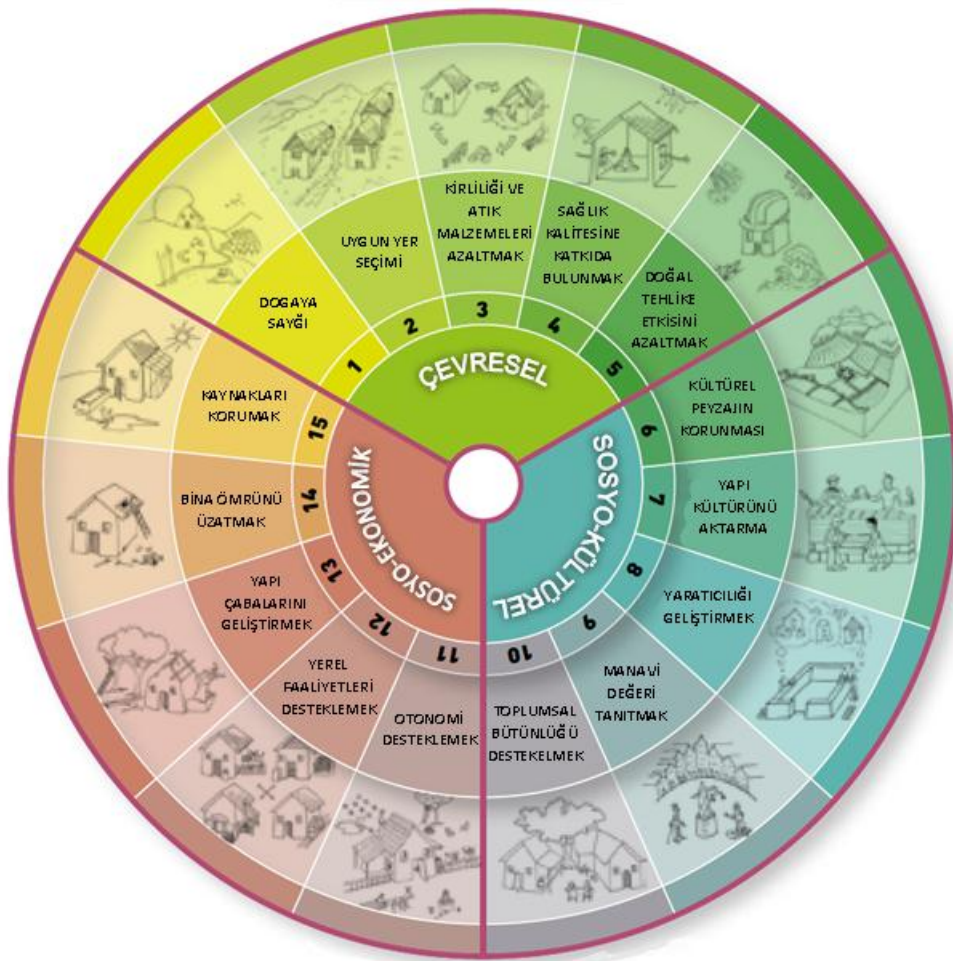 ÇEVRESEL
1
DOGAYA
SAYĞI
2
UYGUN YER
SEÇİMİ
3
KİRLİLİĞİ VE
ATIK
MALZEMELERİ
AZALTMAK
4
SAĞLIK
KALİTESİNE
KATKIDA
BULUNMAK
5
DOĞAL
TEHLİKE
ETKİSİNİ
AZALTMAK
SOSYO-KÜLTÜREL
6
KÜLTÜREL
PEYZAJIN
KORUNMASI
7
YAPI
KÜLTÜRÜNÜ
AKTARMA
8
YARATICILIĞI
GELİŞTİRMEK
9
MANAVİ
DEĞERİ
TANITMAK
10
TOPLUMSAL
BÜTÜNLÜĞÜ
DESTEKELMEK
SOSYO-EKONOMİK
11
OTONOMİ
DESTEKLEMEK
12
YEREL
FAALİYETLERİ
DESTEKLEMEK
13
YAPI
ÇABALARINI
GELİŞTİRMEK
14
BİNA ÖMRÜNÜ
ÜZATMAK
15
KAYNAKLARI
KORUMAK